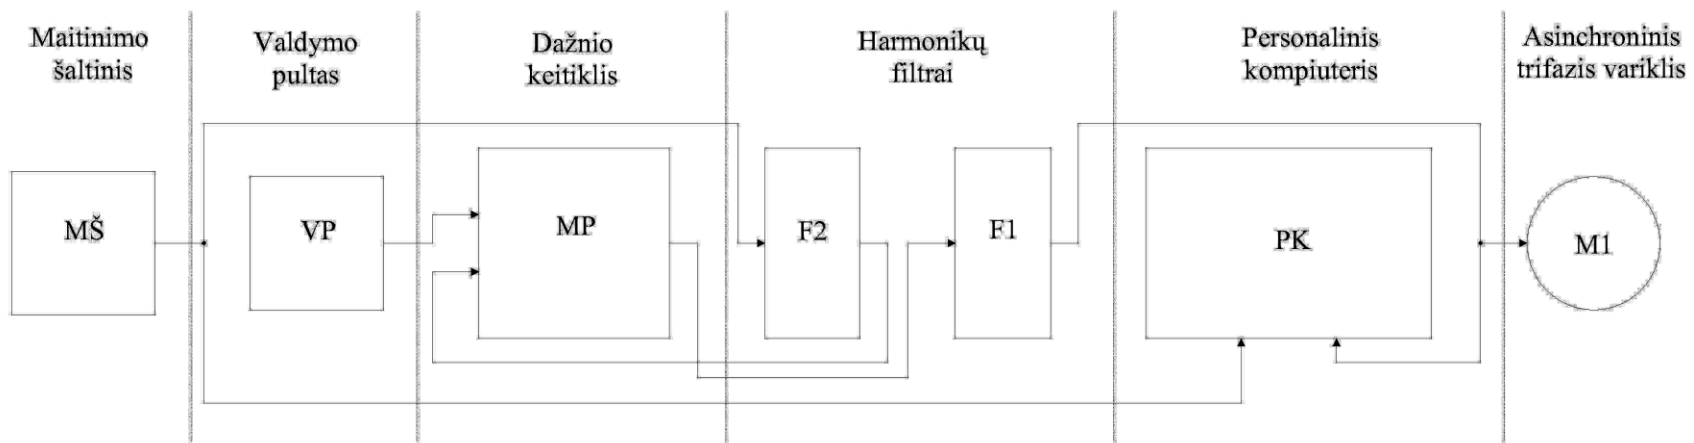 Maitinimo
šaltinis
Valdymo
pultas
Dažnio
keitiklis
Harmonikų
filtrai
Personalinis
kompiuteris
Asinchroninis
trifazis variklis
MŠ
VP
MP
F2
F1
PK
M1